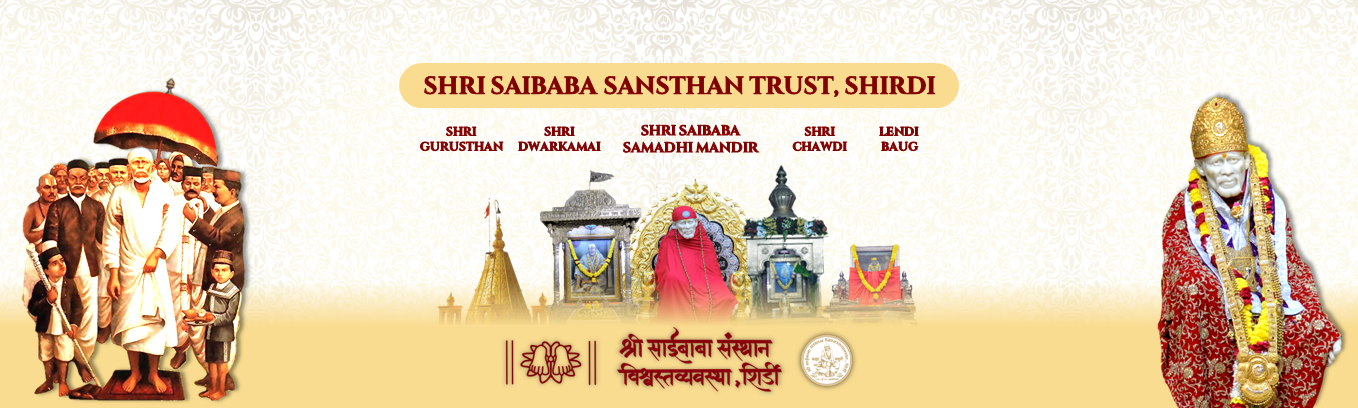 SHRI SAIBABA SANSTHAN TRUST, SHIRDI
SHRI
GURUSTHAN
SHRI
DWARKAMAI
SHRI SAIBABA
SAMADHI MANDIR
SHRI
CHAWDI
LENDI
BAUG
श्री साईबाबा संस्थान
विश्वस्तव्यवस्था, शिर्डी